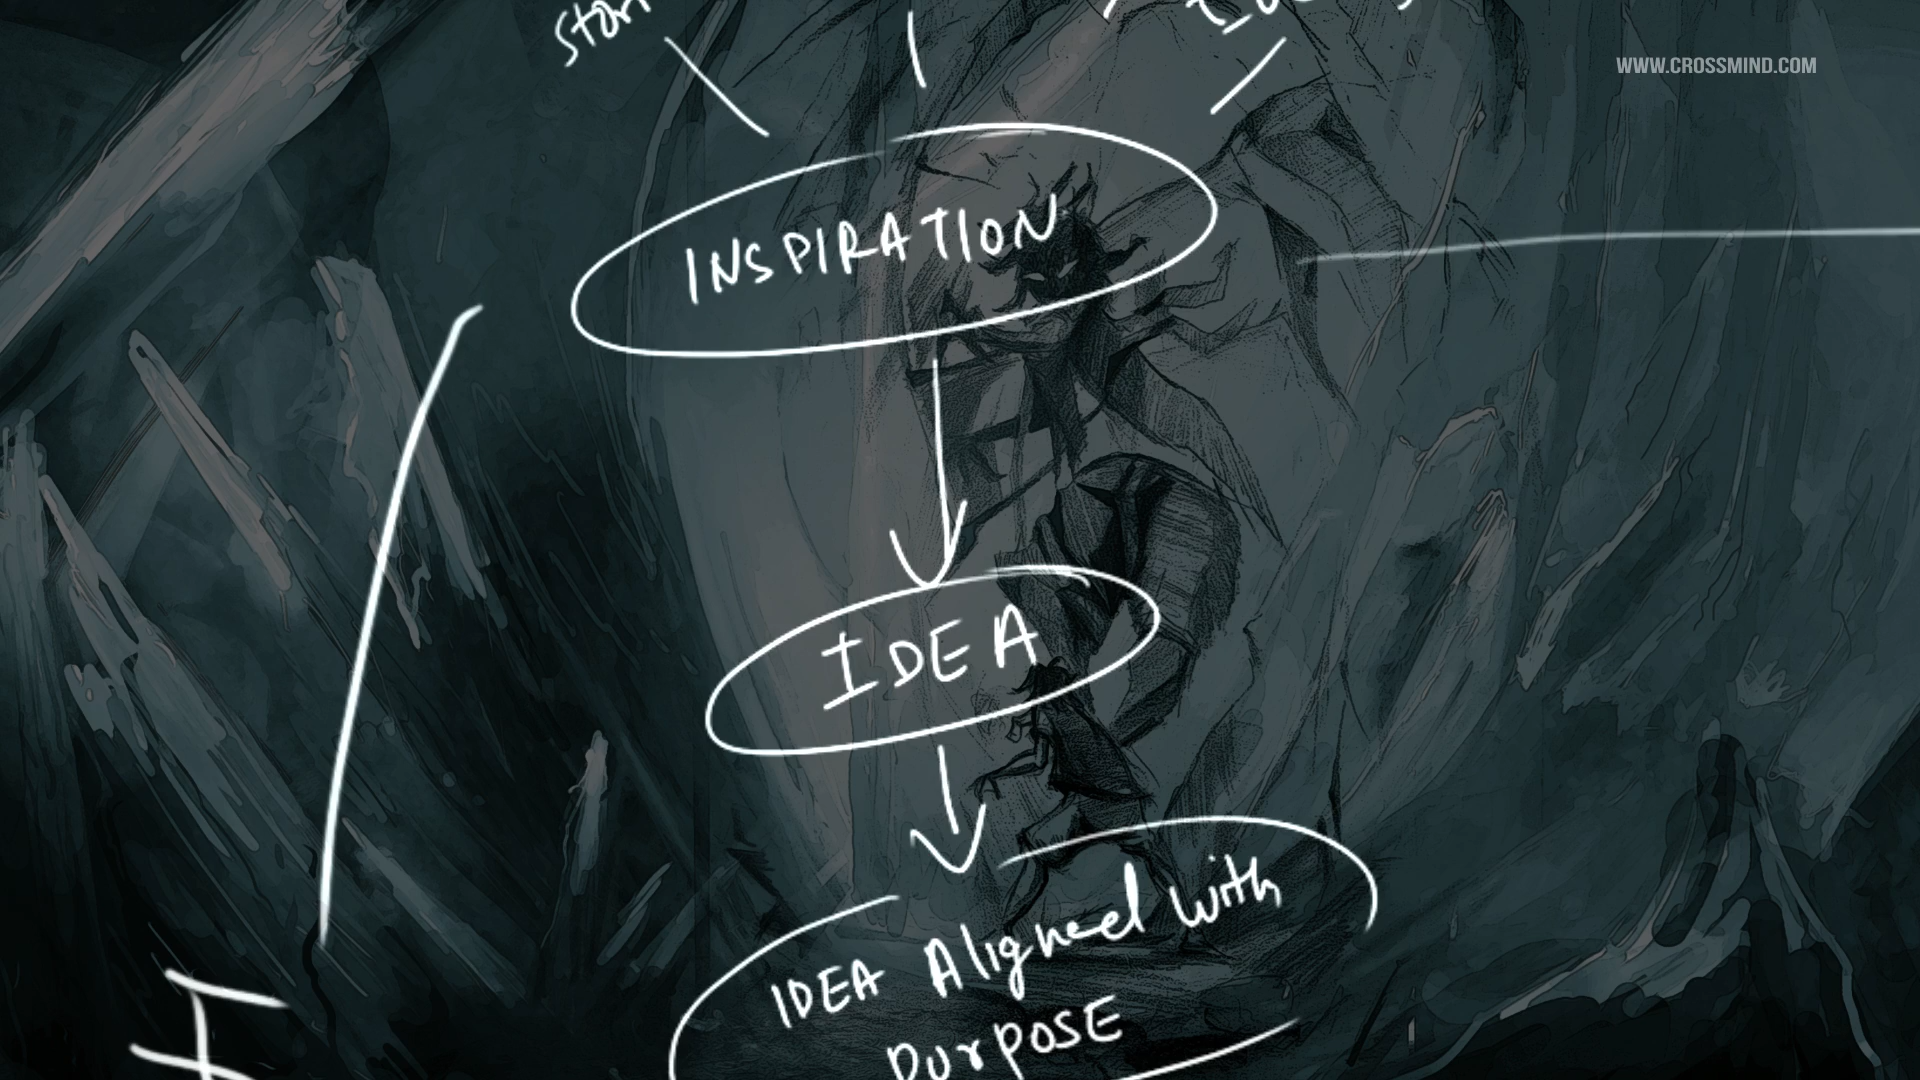 WWW.CROSSMIND.COM
INSPIRATION
IDEA
IDEA Aligned with
PURPOSE